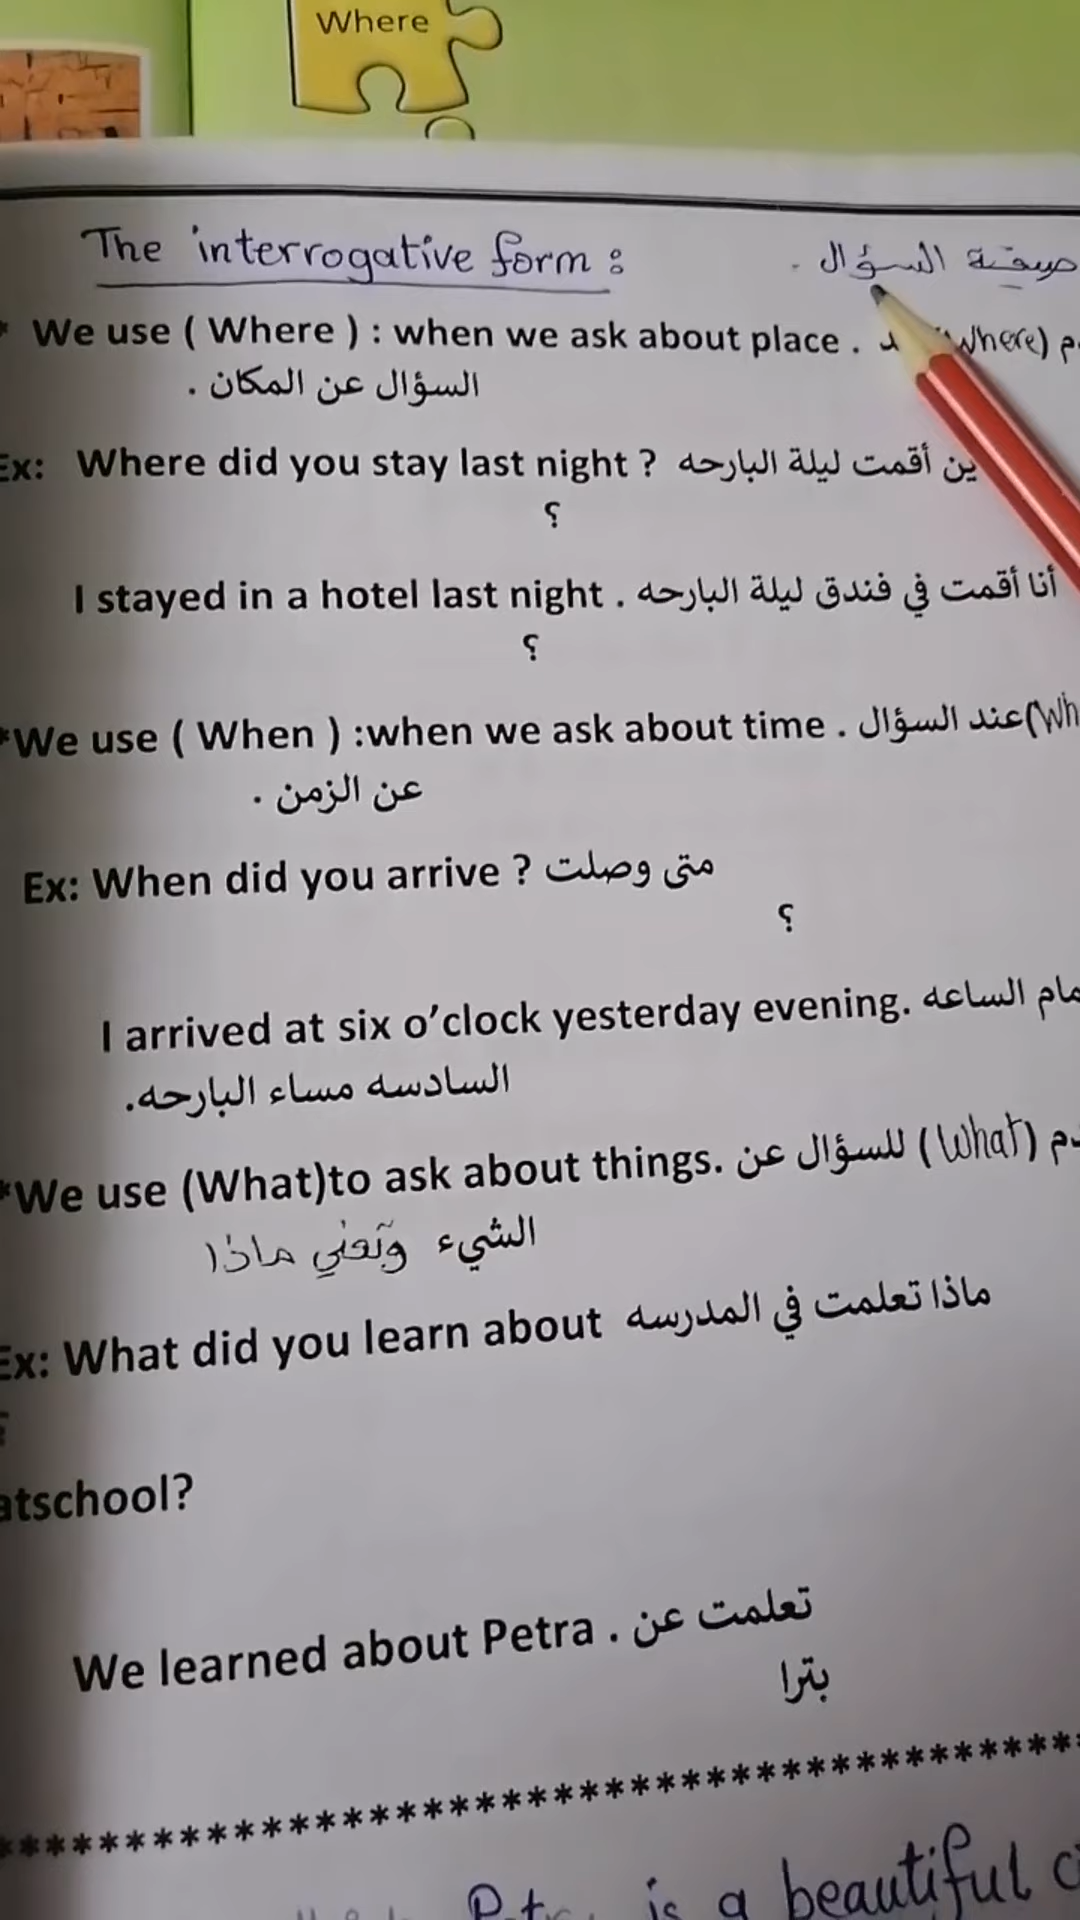 Where
The interrogative form : صيغة السؤال .
* We use ( Where ) : when we ask about place . (Where)
السؤال عن المكان .
Ex: Where did you stay last night ? ين أقمت ليلة البارحه
؟
I stayed in a hotel last night . أنا أقمت في فندق ليلة البارحه
؟
*We use ( When ) :when we ask about time . عند السؤال (Wh
عن الزمن .
Ex: When did you arrive ? متى وصلت
؟
I arrived at six o’clock yesterday evening. مام الساعه
السادسه مساء البارحه.
*We use (What)to ask about things. دم (What) للسؤال عن
الشيء وتعني ماذا
Ex: What did you learn about ماذا تعلمت في المدرسه
atschool?
We learned about Petra . تعلمت عن
بترا
************************************
is a beautiful